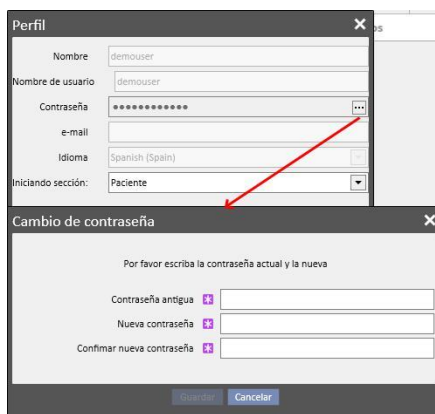 Perfil
os
Nombre demouser
Nombre de usuario demouser
Contraseña ●●●●●●●●●●●● ...
e-mail
Idioma Spanish (Spain)
Iniciando sección: Paciente
Cambio de contraseña
Por favor escriba la contraseña actual y la nueva
Contraseña antigua
Nueva contraseña
Confimar nueva contraseña
Guardar Cancelar